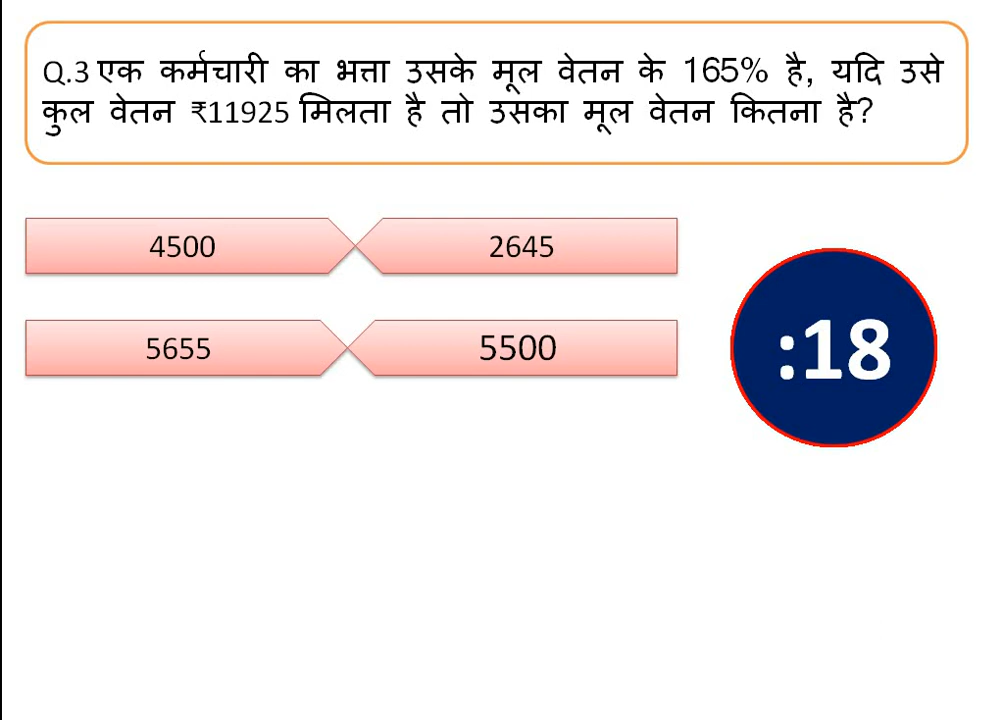 Q.3 एक कर्मचारी का भत्ता उसके मूल वेतन के 165% है, यदि उसे
कुल वेतन ₹11925 मिलता है तो उसका मूल वेतन कितना है?
4500
2645
5655
5500
:18